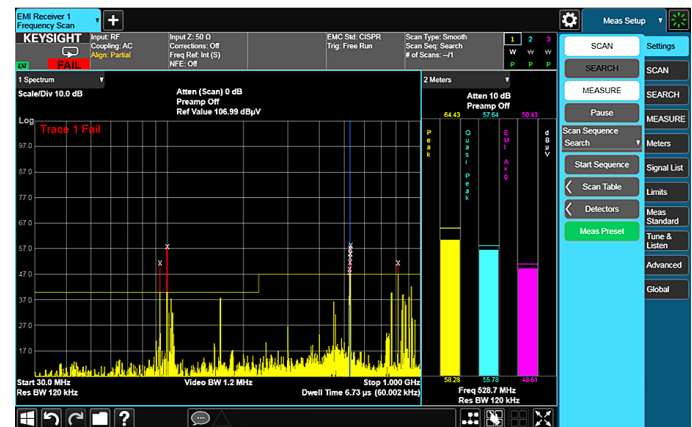 EMI Receiver 1
Frequency Scan
Meas Setup
KEYSIGHT
LXI
FAIL
Input: RF
Coupling: AC
Align: Partial
Input Z: 50 Ω
Corrections: Off
Freq Ref: Int (S)
NFE: Off
EMC Std: CISPR
Trig: Free Run
Scan Type: Smooth
Scan Seq: Search
# of Scans: --/1
1 2 3
W W W
P P P
1 Spectrum
Scale/Div 10.0 dB
Atten (Scan) 0 dB
Preamp Off
Ref Value 106.99 dBµV
Log
Trace 1 Fail
97.0
87.0
77.0
67.0
57.0
47.0
37.0
27.0
17.0
Start 30.0 MHz
Res BW 120 kHz
Video BW 1.2 MHz
Stop 1.000 GHz
Dwell Time 6.73 µs (60.002 kHz)
2 Meters
Atten 10 dB
Preamp Off
64.43 57.64 50.43
Peak
Quasi Peak
EMI Avg
dBµV
58.28 55.78 48.61
Freq 528.7 MHz
Res BW 120 kHz
SCAN
SEARCH
MEASURE
Pause
Scan Sequence
Search
Start Sequence
Scan Table
Detectors
Meas Preset
Settings
SCAN
SEARCH
MEASURE
Meters
Signal List
Limits
Meas
Standard
Tune &
Listen
Advanced
Global
?